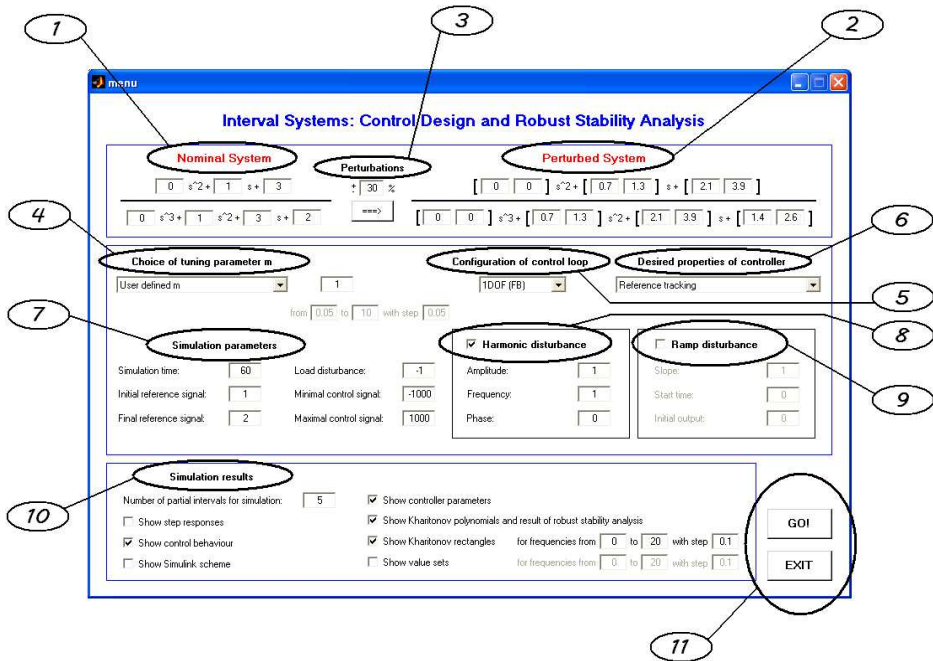 1
3
2
menu
Interval Systems: Control Design and Robust Stability Analysis
Nominal System
Perturbations
Perturbed System
0 s^2 + 1 s + 3
± 30 %
[ 0 0 ] s^2 + [ 0.7 1.3 ] s + [ 2.1 3.9 ]
===>
0 s^3 + 1 s^2 + 3 s + 2
[ 0 0 ] s^3 + [ 0.7 1.3 ] s^2 + [ 2.1 3.9 ] s + [ 1.4 2.6 ]
4
6
Choice of tuning parameter m
Configuration of control loop
Desired properties of controller
User defined m
1
1DOF (FB)
Reference tracking
5
from 0.05 to 10 with step 0.05
7
8
Simulation parameters
Harmonic disturbance
Ramp disturbance
Simulation time: 60
Load disturbance: -1
Amplitude: 1
Slope: 1
Initial reference signal: 1
Minimal control signal: -1000
Frequency: 1
Start time: 0
9
Final reference signal: 2
Maximal control signal: 1000
Phase: 0
Initial output: 0
Simulation results
10
Number of partial intervals for simulation: 5
Show controller parameters
Show step responses
Show Kharitonov polynomials and result of robust stability analysis
GO!
Show control behaviour
Show Kharitonov rectangles for frequencies from 0 to 20 with step 0.1
Show Simulink scheme
Show value sets for frequencies from 0 to 20 with step 0.1
EXIT
11